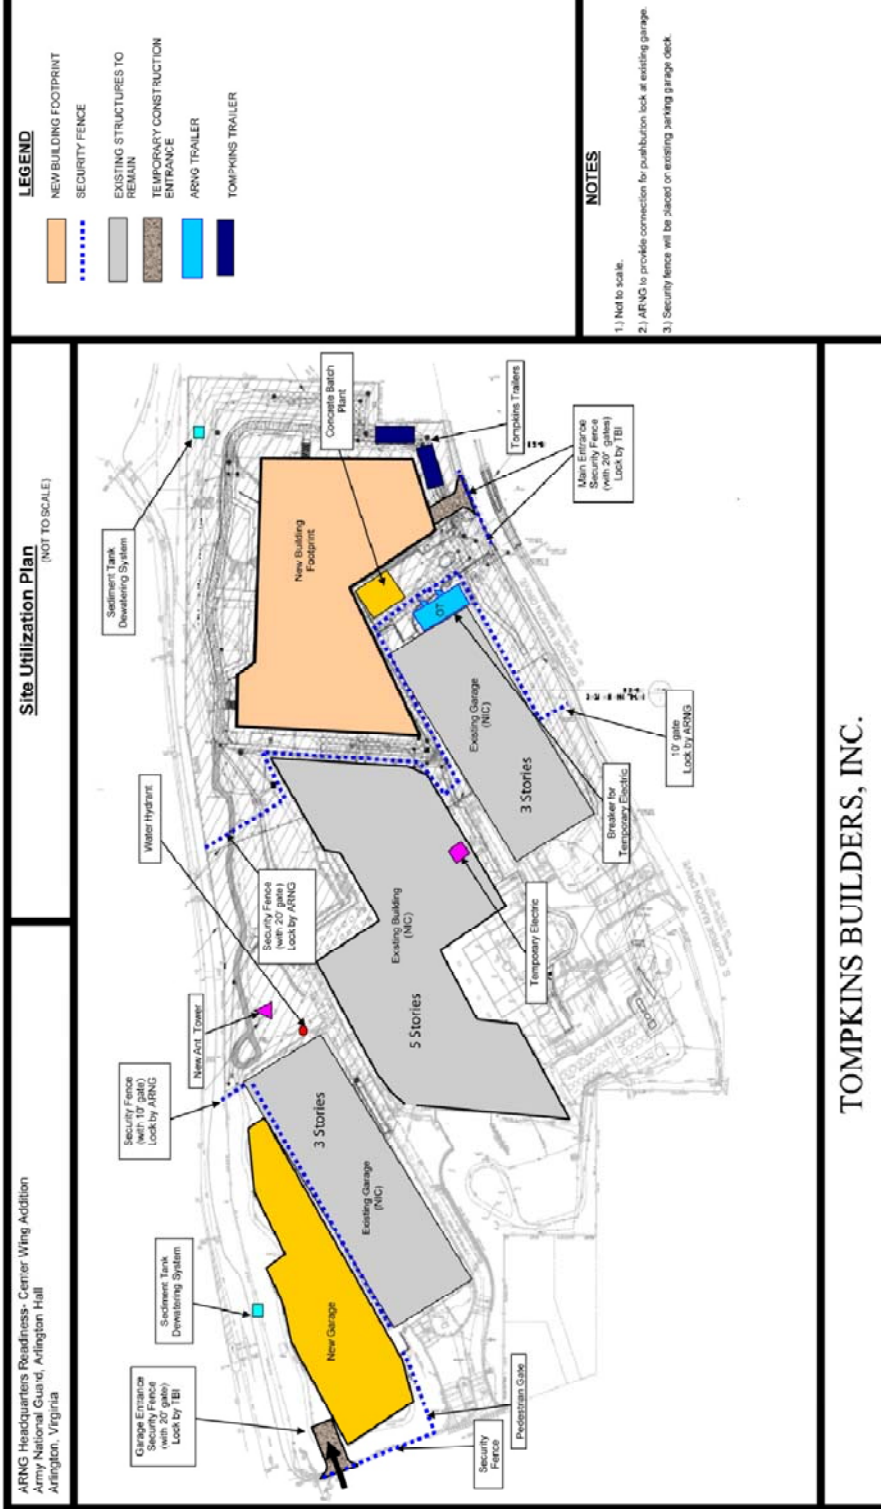 ARNG Headquarters Readiness- Center Wing Addition
Army National Guard, Arlington Hall
Arlington, Virginia
Site Utilization Plan
(NOT TO SCALE)
LEGEND
NEW BUILDING FOOTPRINT
SECURITY FENCE
EXISTING STRUCTURES TO
REMAIN
TEMPORARY CONSTRUCTION
ENTRANCE
ARNG TRAILER
TOMPKINS TRAILER
NOTES
1.) Not to scale.
2.) ARNG to provide connection for pushbutton lock at existing garage.
3.) Security fence will be placed on existing parking garage deck.
Garage Entrance
Security Fence
(with 20' gate)
Lock by TBI
Sediment Tank
Dewatering System
Security Fence
(with 10' gate)
Lock by ARNG
New Ant. Tower
Water Hydrant
Security Fence
(with 20' gate)
Lock by ARNG
Sediment Tank
Dewatering System
Concrete Batch
Plant
New Garage
3 Stories
Existing Garage
(NIC)
5 Stories
Existing Building
(NIC)
New Building
Footprint
Existing Garage
(NIC)
3 Stories
OT
Tompkins Trailers
Main Entrance
Security Fence
(with 20' gates)
Lock by TBI
10' gate
Lock by ARNG
Breaker for
Temporary Electric
Temporary Electric
Pedestrian Gate
Security
Fence
TOMPKINS BUILDERS, INC.